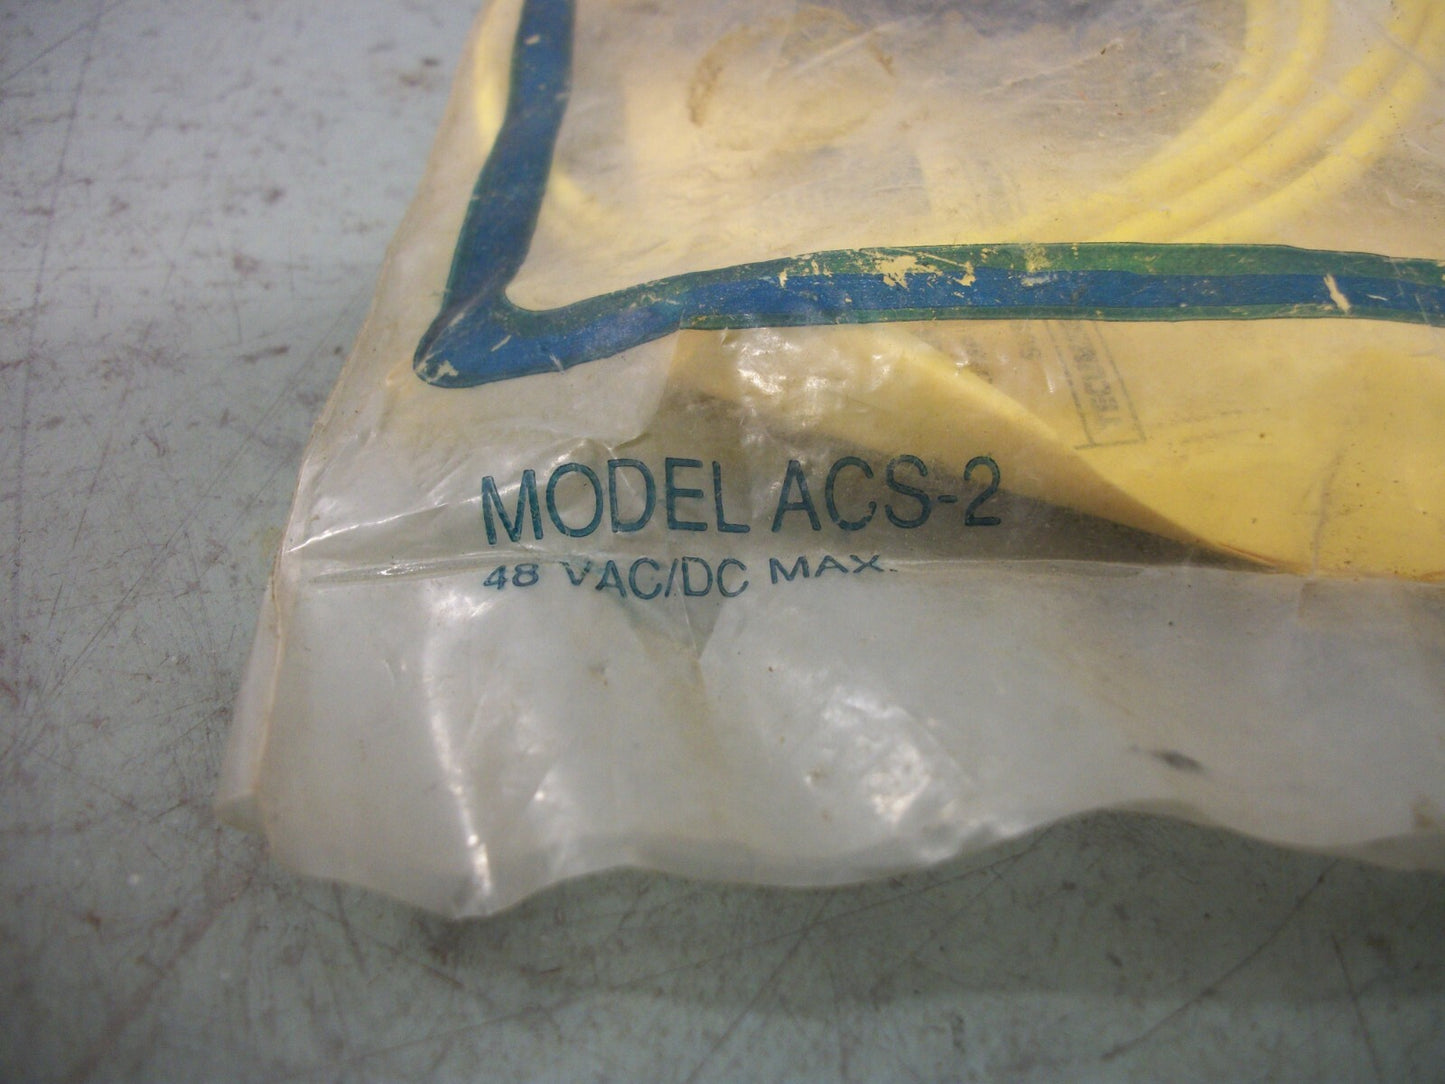 MODEL ACS-2
48 VAC/DC MAX.